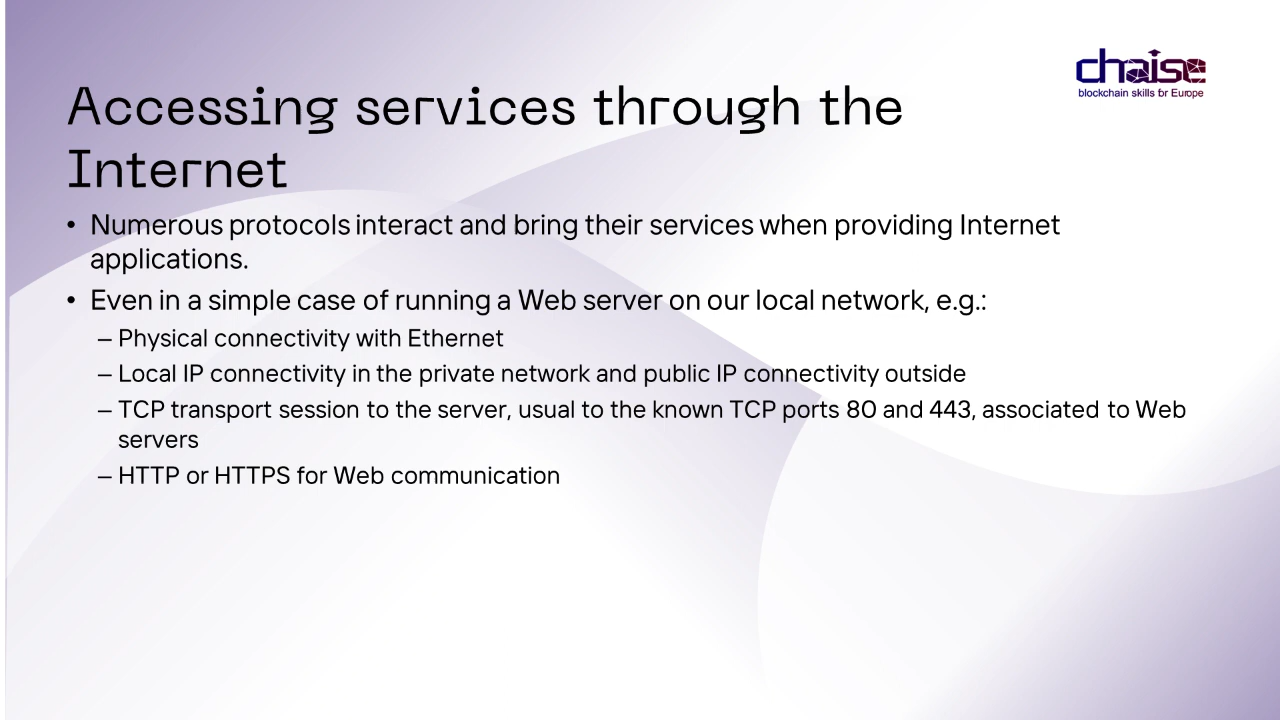 chaise
blockchain skills for Europe
Accessing services through the
Internet
• Numerous protocols interact and bring their services when providing Internet
applications.
• Even in a simple case of running a Web server on our local network, e.g.:
– Physical connectivity with Ethernet
– Local IP connectivity in the private network and public IP connectivity outside
– TCP transport session to the server, usual to the known TCP ports 80 and 443, associated to Web
servers
– HTTP or HTTPS for Web communication